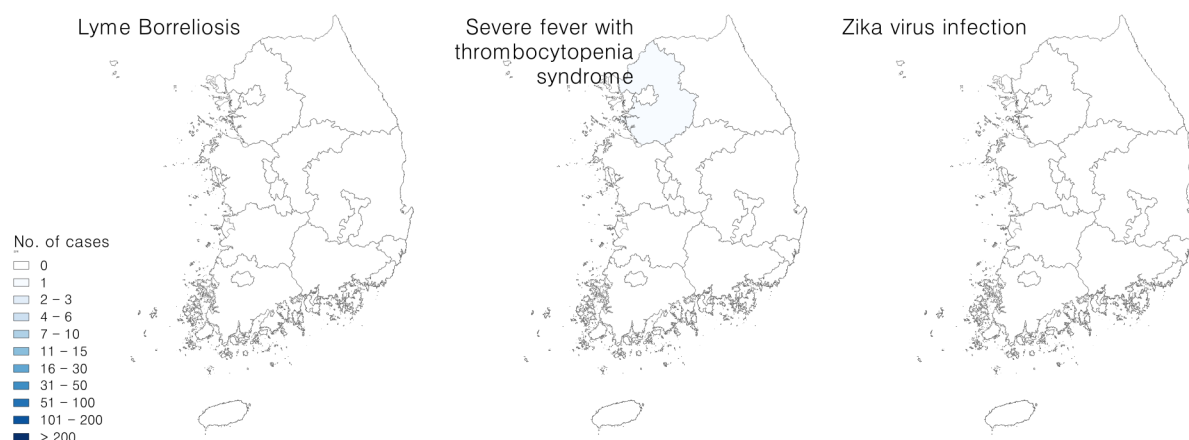 Lyme Borreliosis
Severe fever with
thrombocytopenia
syndrome
Zika virus infection
No. of cases
0
1
2 – 3
4 – 6
7 – 10
11 – 15
16 – 30
31 – 50
51 – 100
101 – 200
> 200